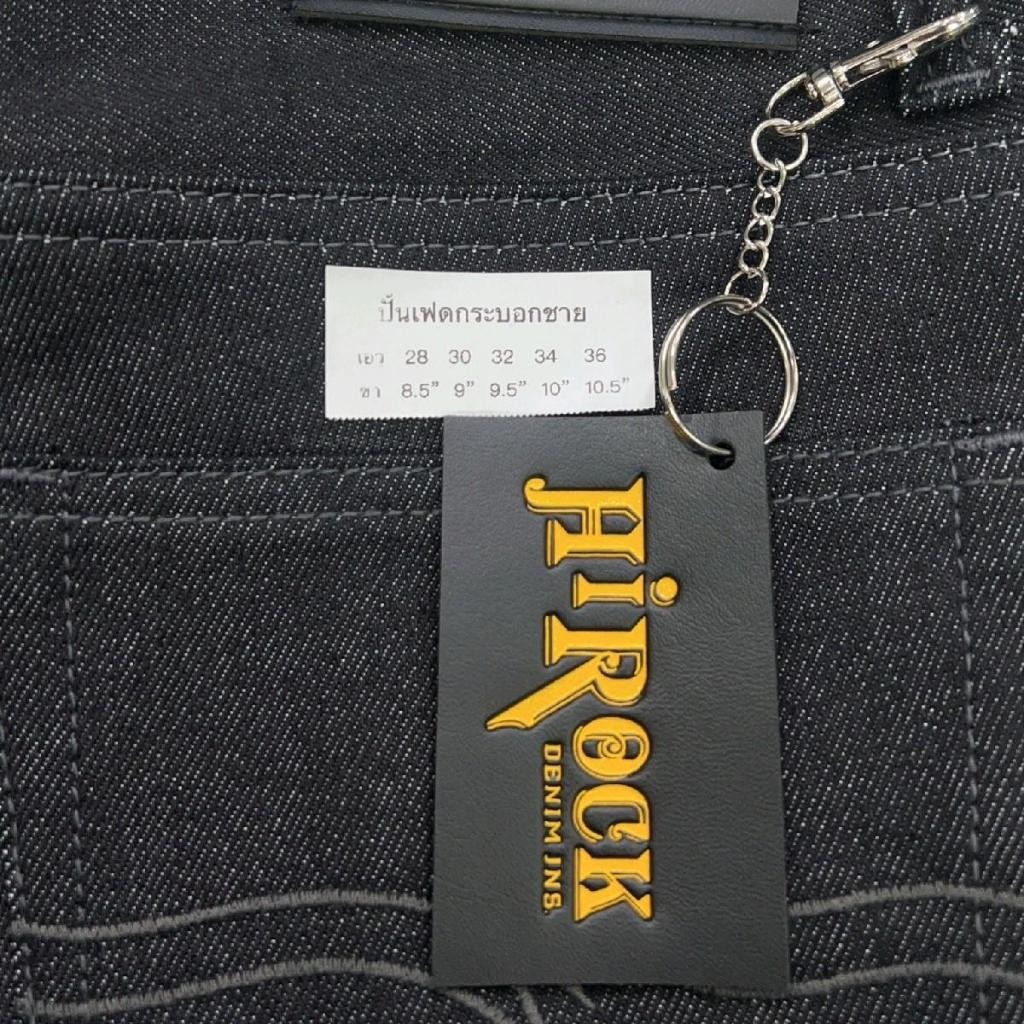 ปั้นเฟดกระบอกชาย
เอว 28 30 32 34 36
ขา 8.5” 9” 9.5” 10” 10.5”
HiROCK
DENIM JNS.